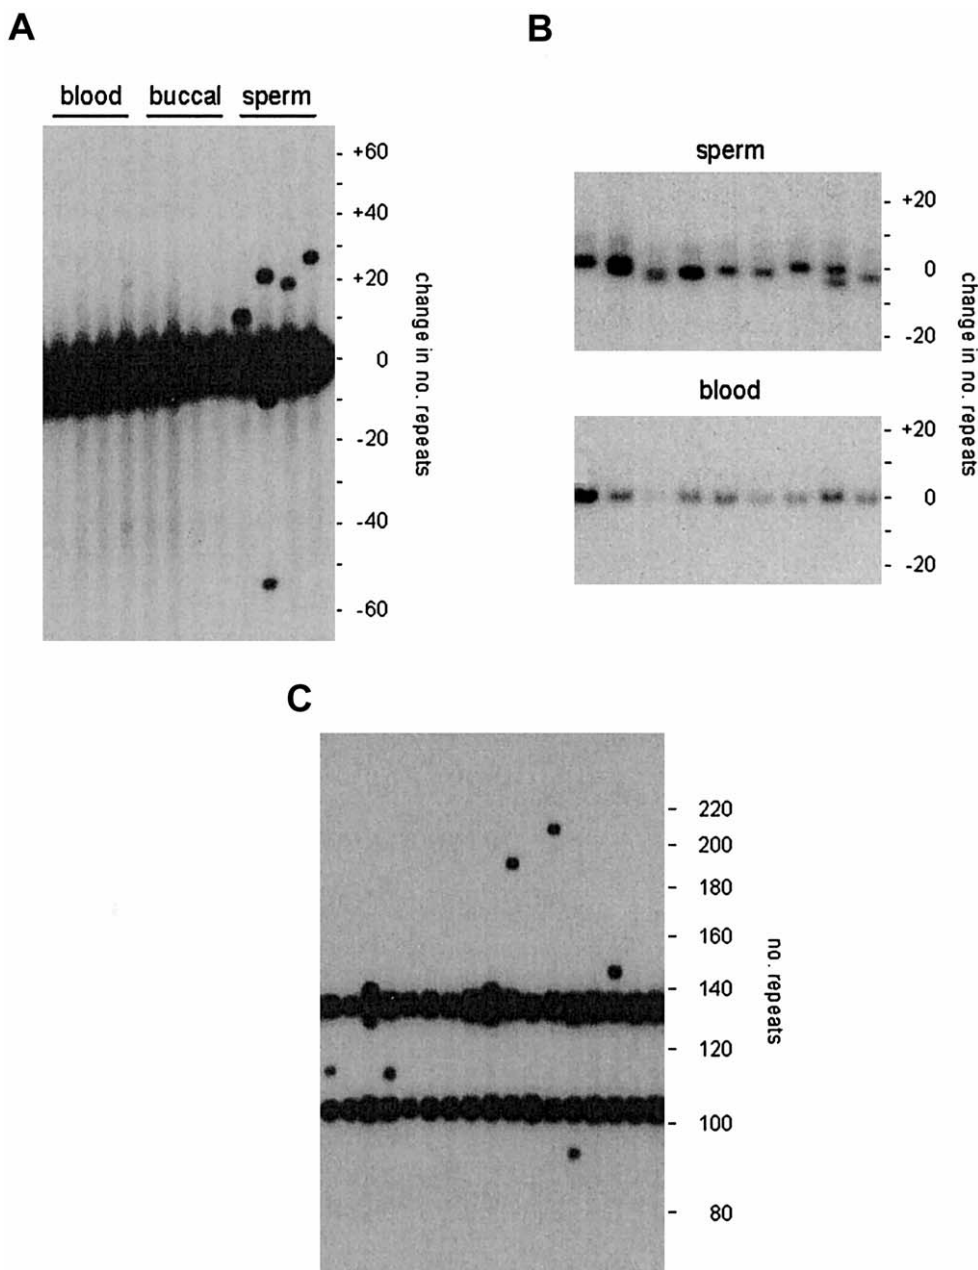 A
blood buccal sperm
+60
+40
+20
0
-20
-40
-60
change in no. repeats
B
sperm
+20
0
-20
blood
+20
0
-20
change in no. repeats
C
220
200
180
160
140
120
100
80
no. repeats